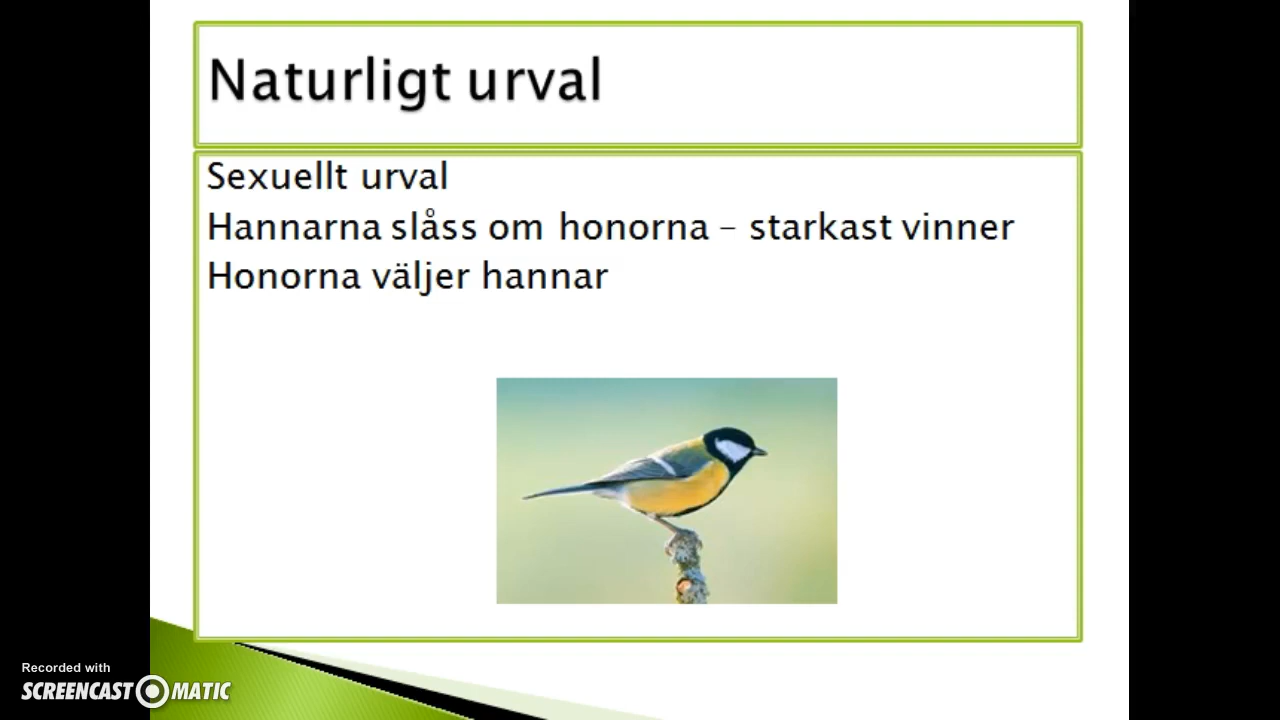 Naturligt urval
Sexuellt urval
Hannarna slåss om honorna – starkast vinner
Honorna väljer hannar
Recorded with
SCREENCAST MATIC